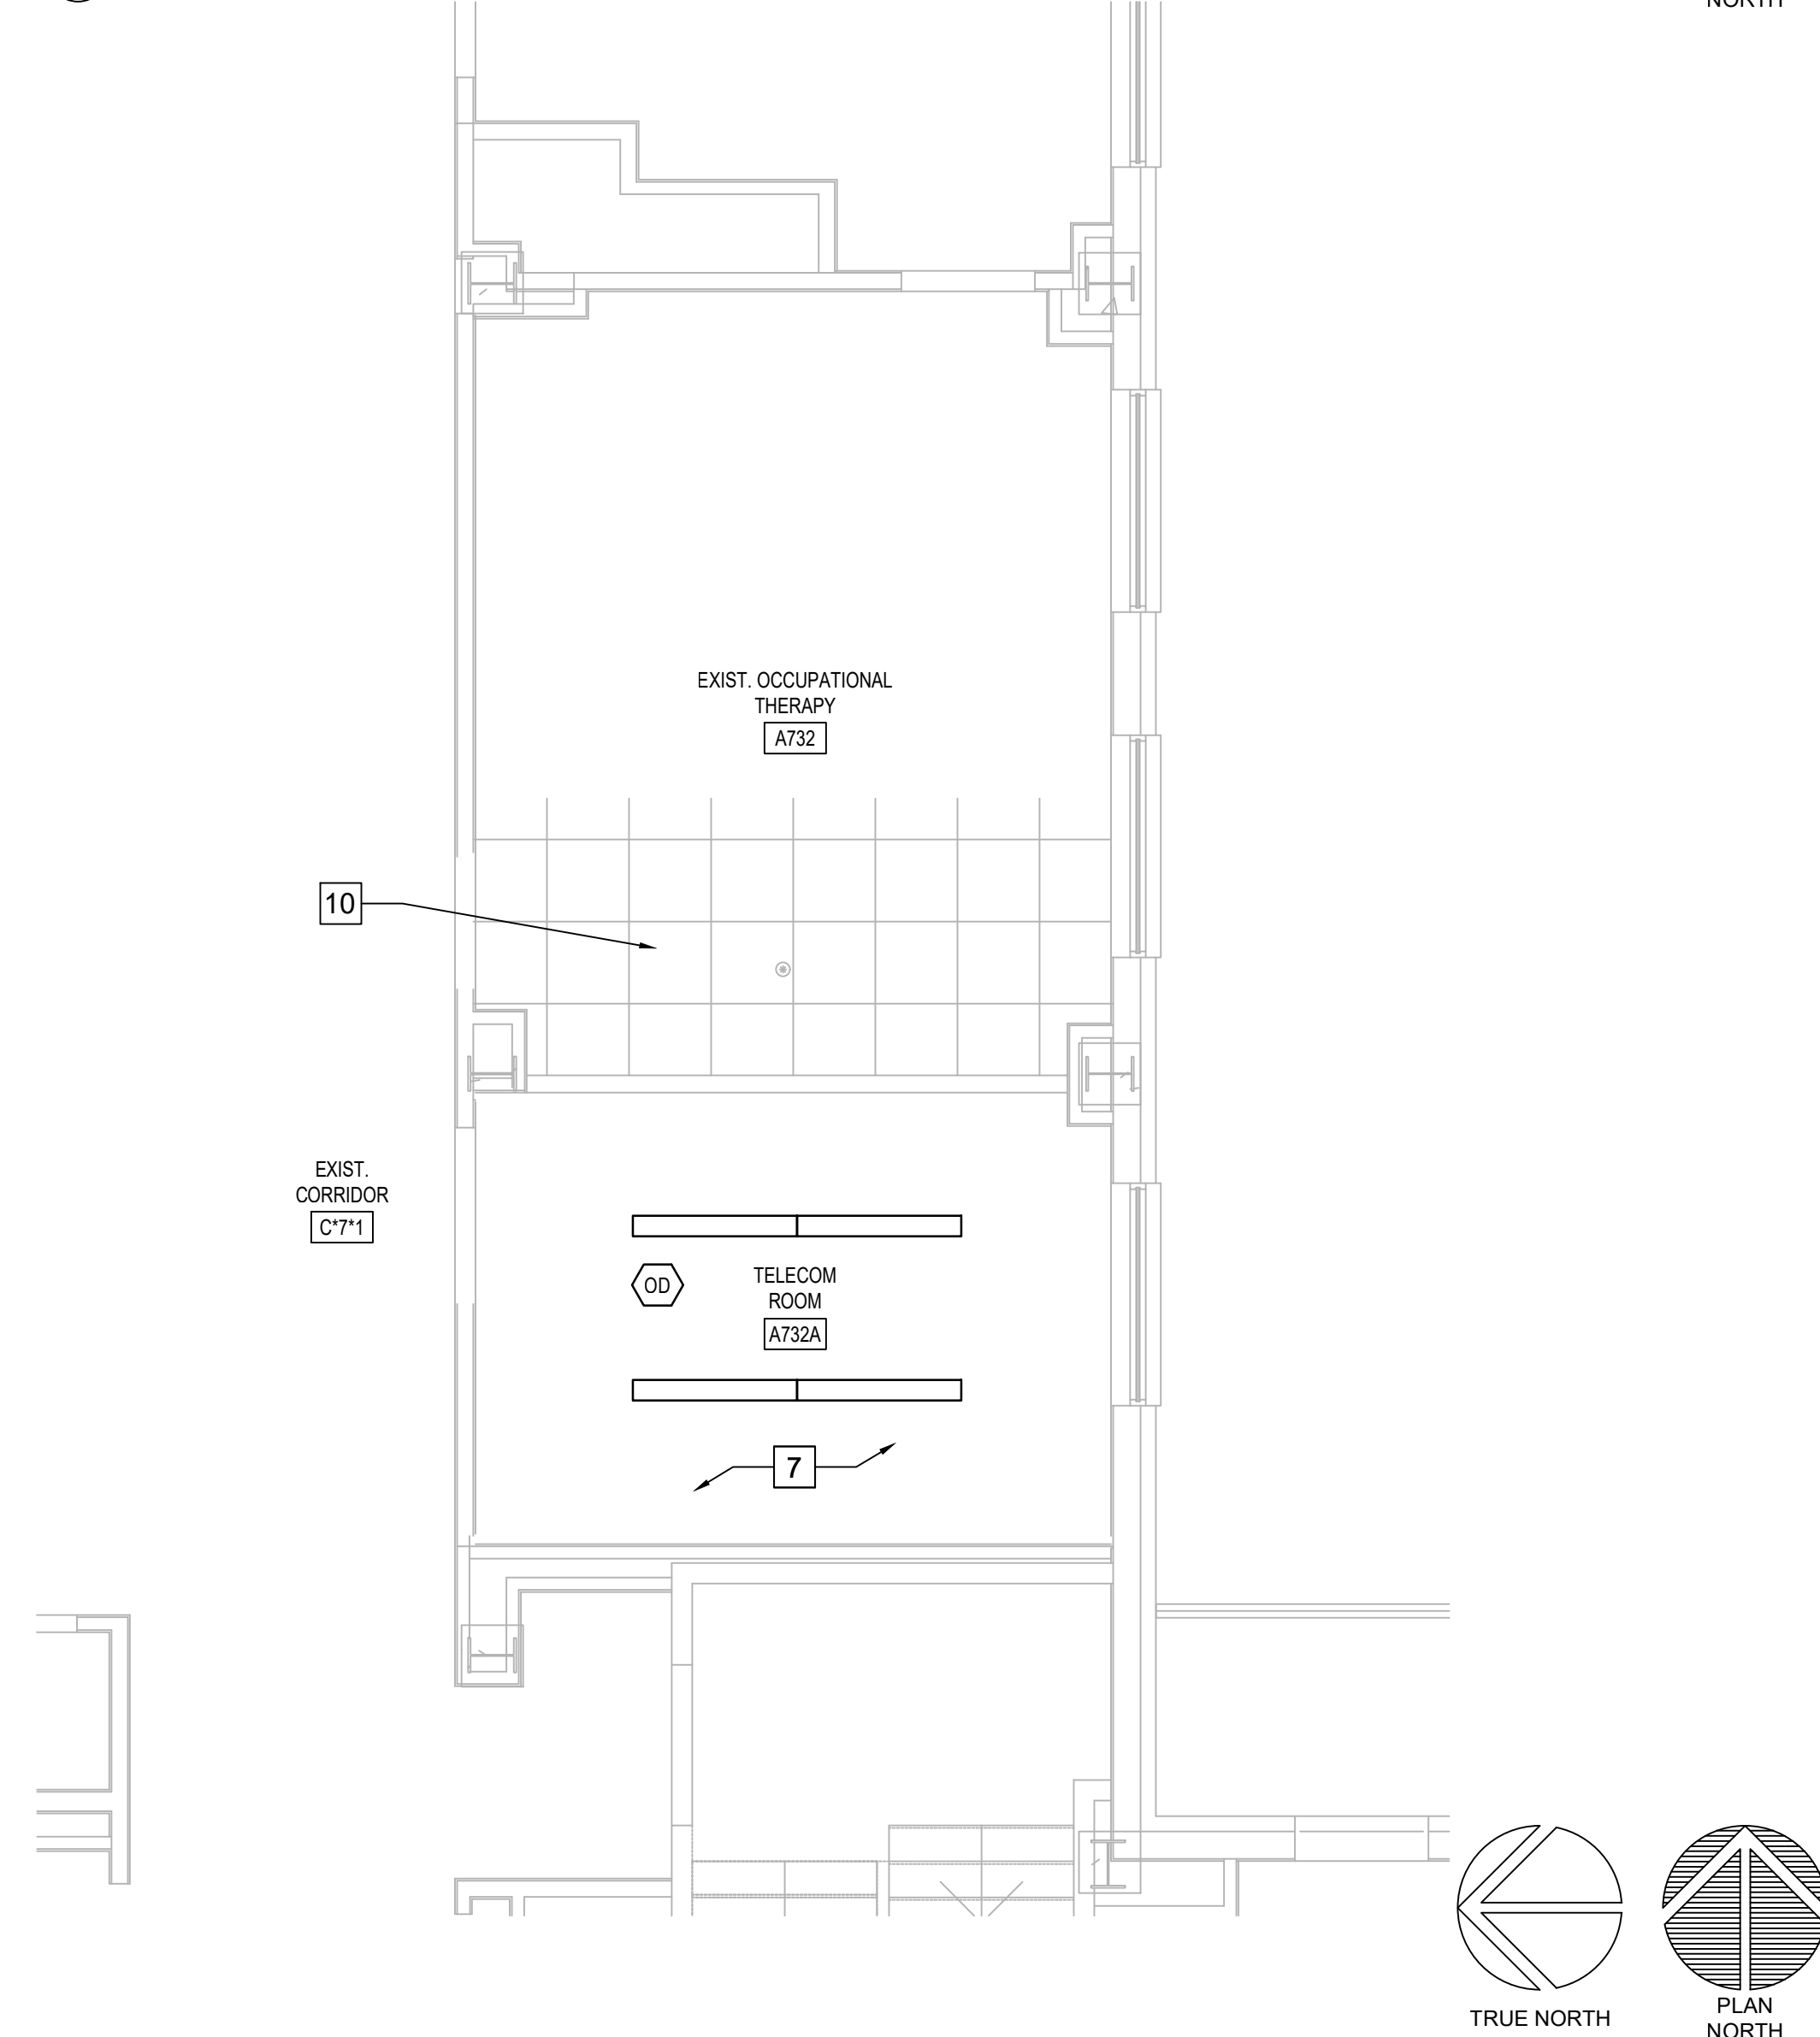 NORTH
EXIST. OCCUPATIONAL
THERAPY
A732
10
EXIST.
CORRIDOR
C*7*1
OD
TELECOM
ROOM
A732A
7
TRUE NORTH
PLAN
NORTH